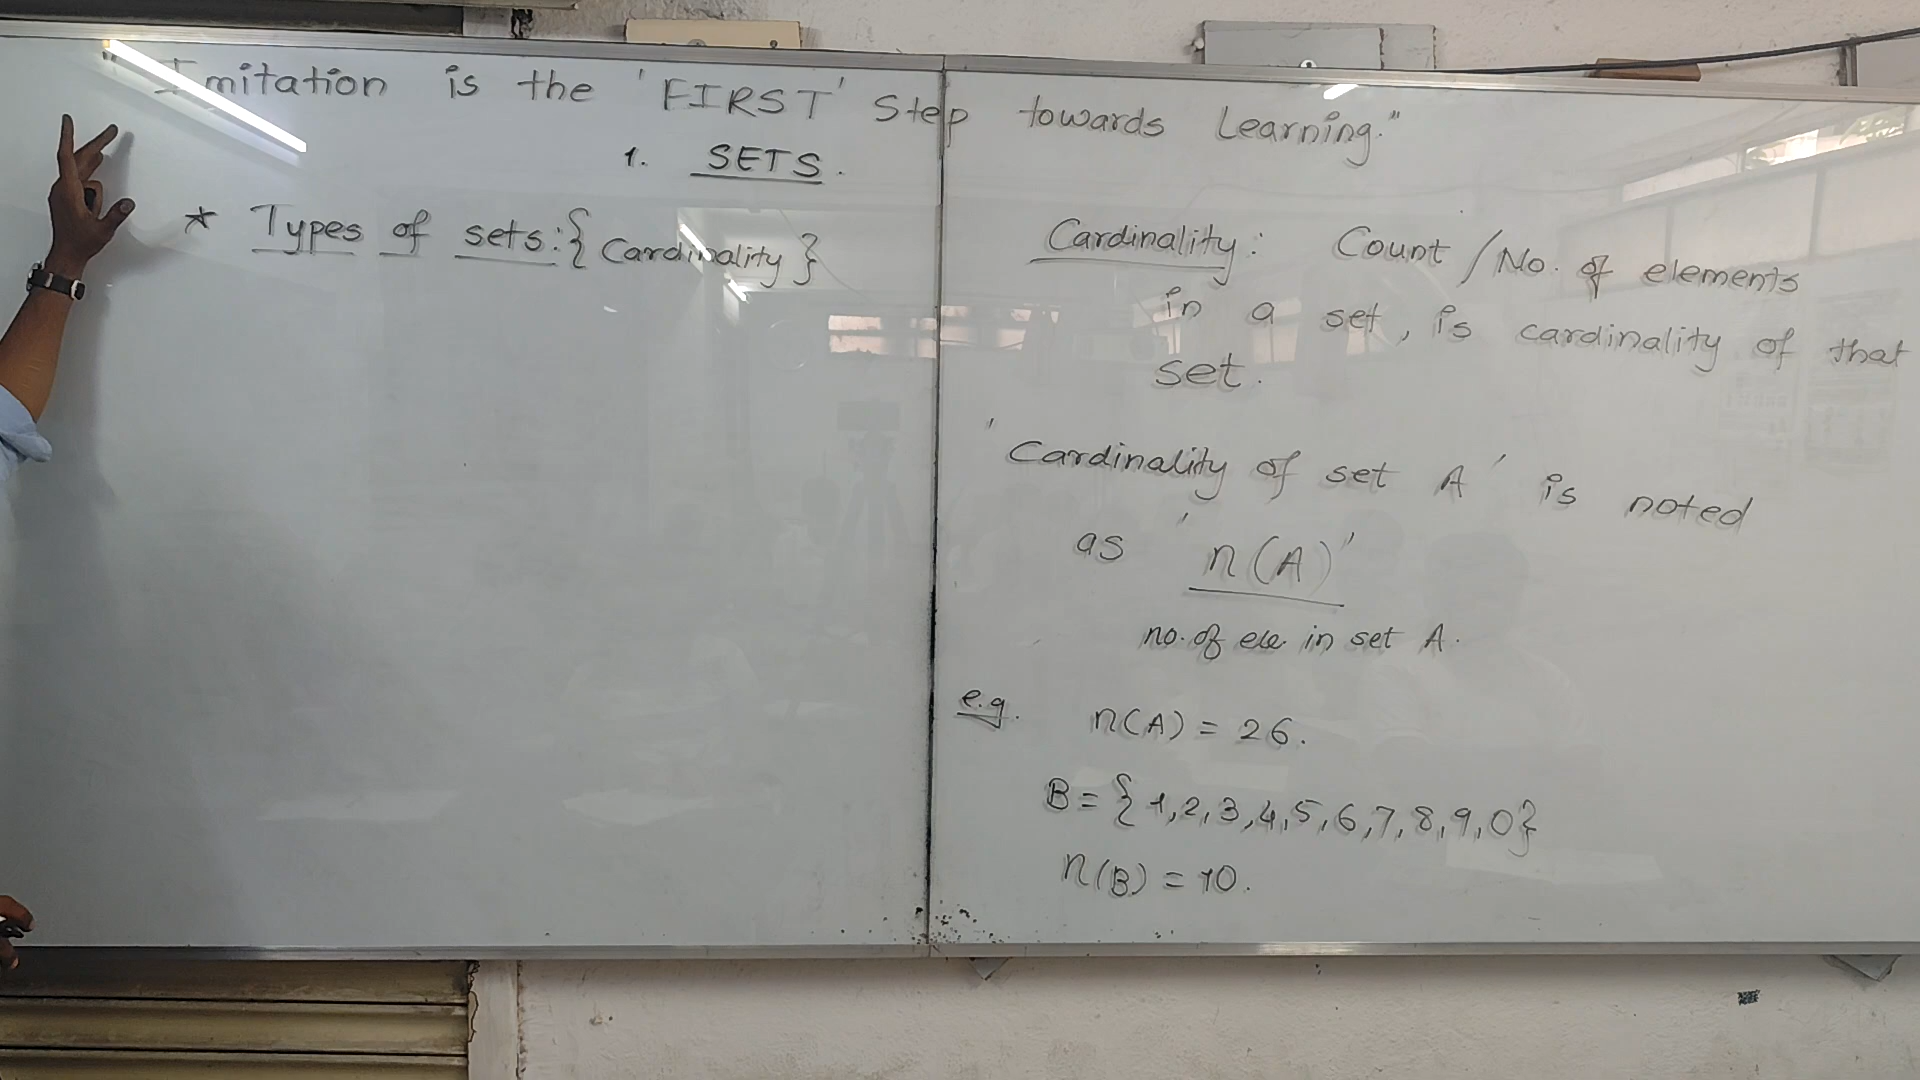 " Imitation is the 'FIRST' Step towards Learning."
1. SETS.
* Types of sets:{ Cardinality }
Cardinality: Count / No. of elements
in a set, is cardinality of that
set.
'Cardinality of set A' is noted
as 'n(A)'
no. of ele in set A.
e.g. n(A) = 26.
B = { 1, 2, 3, 4, 5, 6, 7, 8, 9, 0}
n(B) = 10.